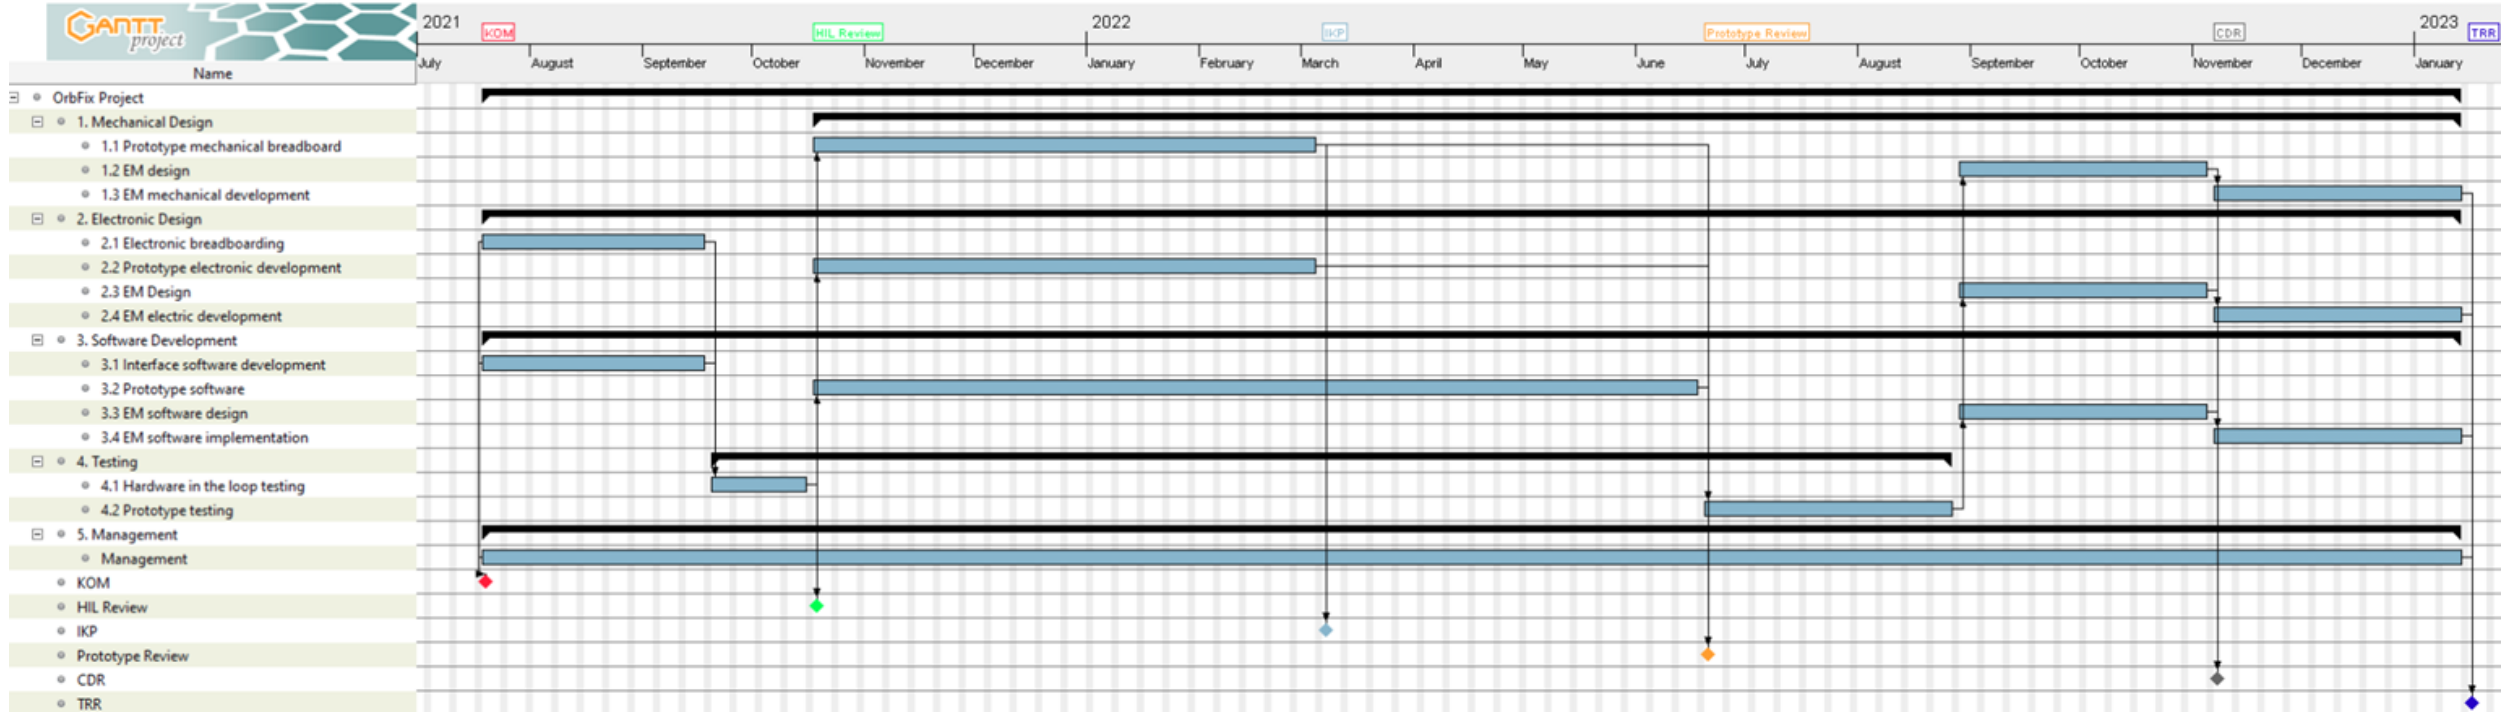 GANTT
project
2021
2022
2023
KOM
HIL Review
IKP
Prototype Review
CDR
TRR
July
August
September
October
November
December
January
February
March
April
May
June
July
August
September
October
November
December
January
Name
OrbFix Project
1. Mechanical Design
1.1 Prototype mechanical breadboard
1.2 EM design
1.3 EM mechanical development
2. Electronic Design
2.1 Electronic breadboarding
2.2 Prototype electronic development
2.3 EM Design
2.4 EM electric development
3. Software Development
3.1 Interface software development
3.2 Prototype software
3.3 EM software design
3.4 EM software implementation
4. Testing
4.1 Hardware in the loop testing
4.2 Prototype testing
5. Management
Management
KOM
HIL Review
IKP
Prototype Review
CDR
TRR